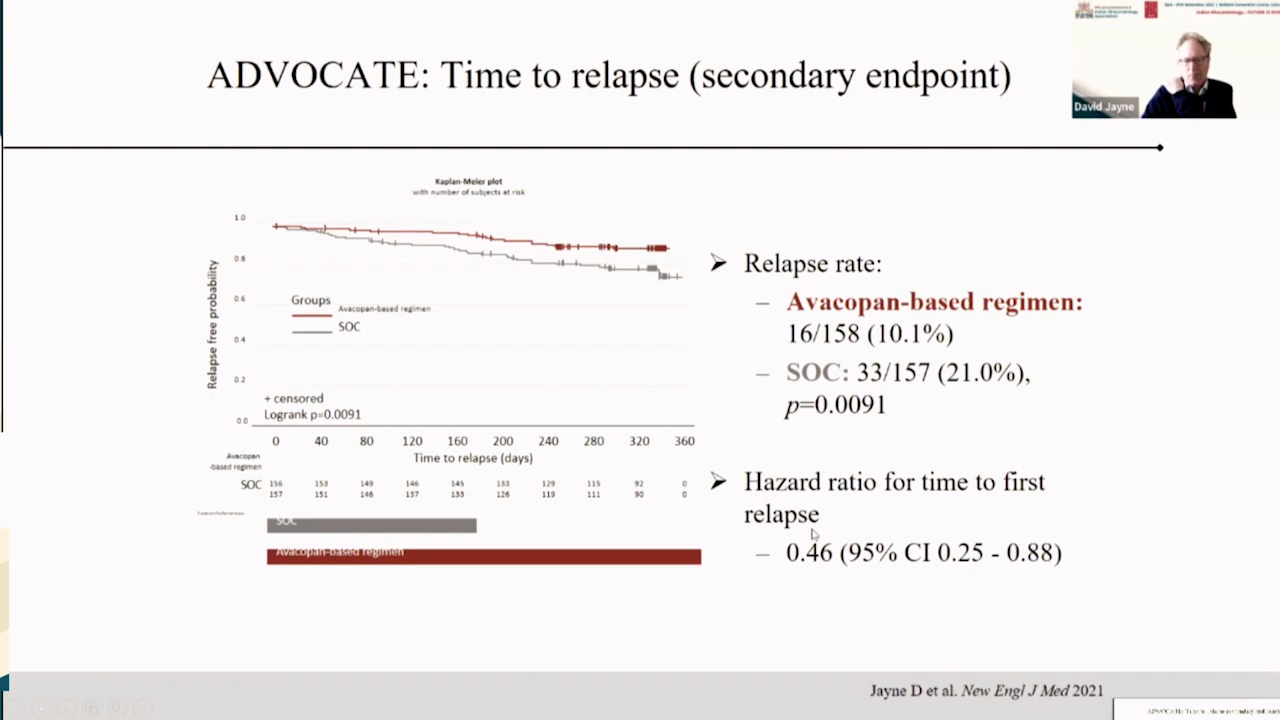 ADVOCATE: Time to relapse (secondary endpoint)
David Jayne
Kaplan-Meier plot
with number of subjects at risk
Relapse free probability
1.0
0.8
0.6
0.4
0.2
0.0
Groups
Avacopan-based regimen
SOC
+ censored
Logrank p=0.0091
0 40 80 120 160 200 240 280 320 360
Time to relapse (days)
Avacopan
-based regimen
SOC
156 153 149 146 145 133 129 115 92 0
157 151 146 137 133 126 119 111 90 0
SOC
Avacopan-based regimen
➢ Relapse rate:
– Avacopan-based regimen:
16/158 (10.1%)
– SOC: 33/157 (21.0%),
p=0.0091
➢ Hazard ratio for time to first
relapse
– 0.46 (95% CI 0.25 - 0.88)
Jayne D et al. New Engl J Med 2021